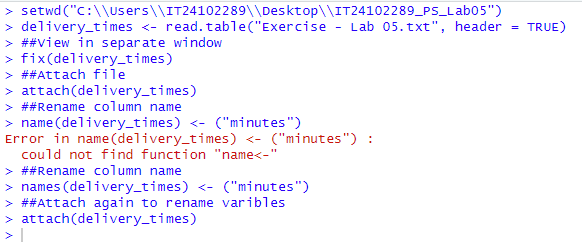 > setwd("C:\\Users\\IT24102289\\Desktop\\IT24102289_PS_Lab05")
> delivery_times <- read.table("Exercise - Lab 05.txt", header = TRUE)
> ##View in separate window
> fix(delivery_times)
> ##Attach file
> attach(delivery_times)
> ##Rename column name
> name(delivery_times) <- ("minutes")
Error in name(delivery_times) <- ("minutes") :
  could not find function "name<-"
> ##Rename column name
> names(delivery_times) <- ("minutes")
> ##Attach again to rename varibles
> attach(delivery_times)
>